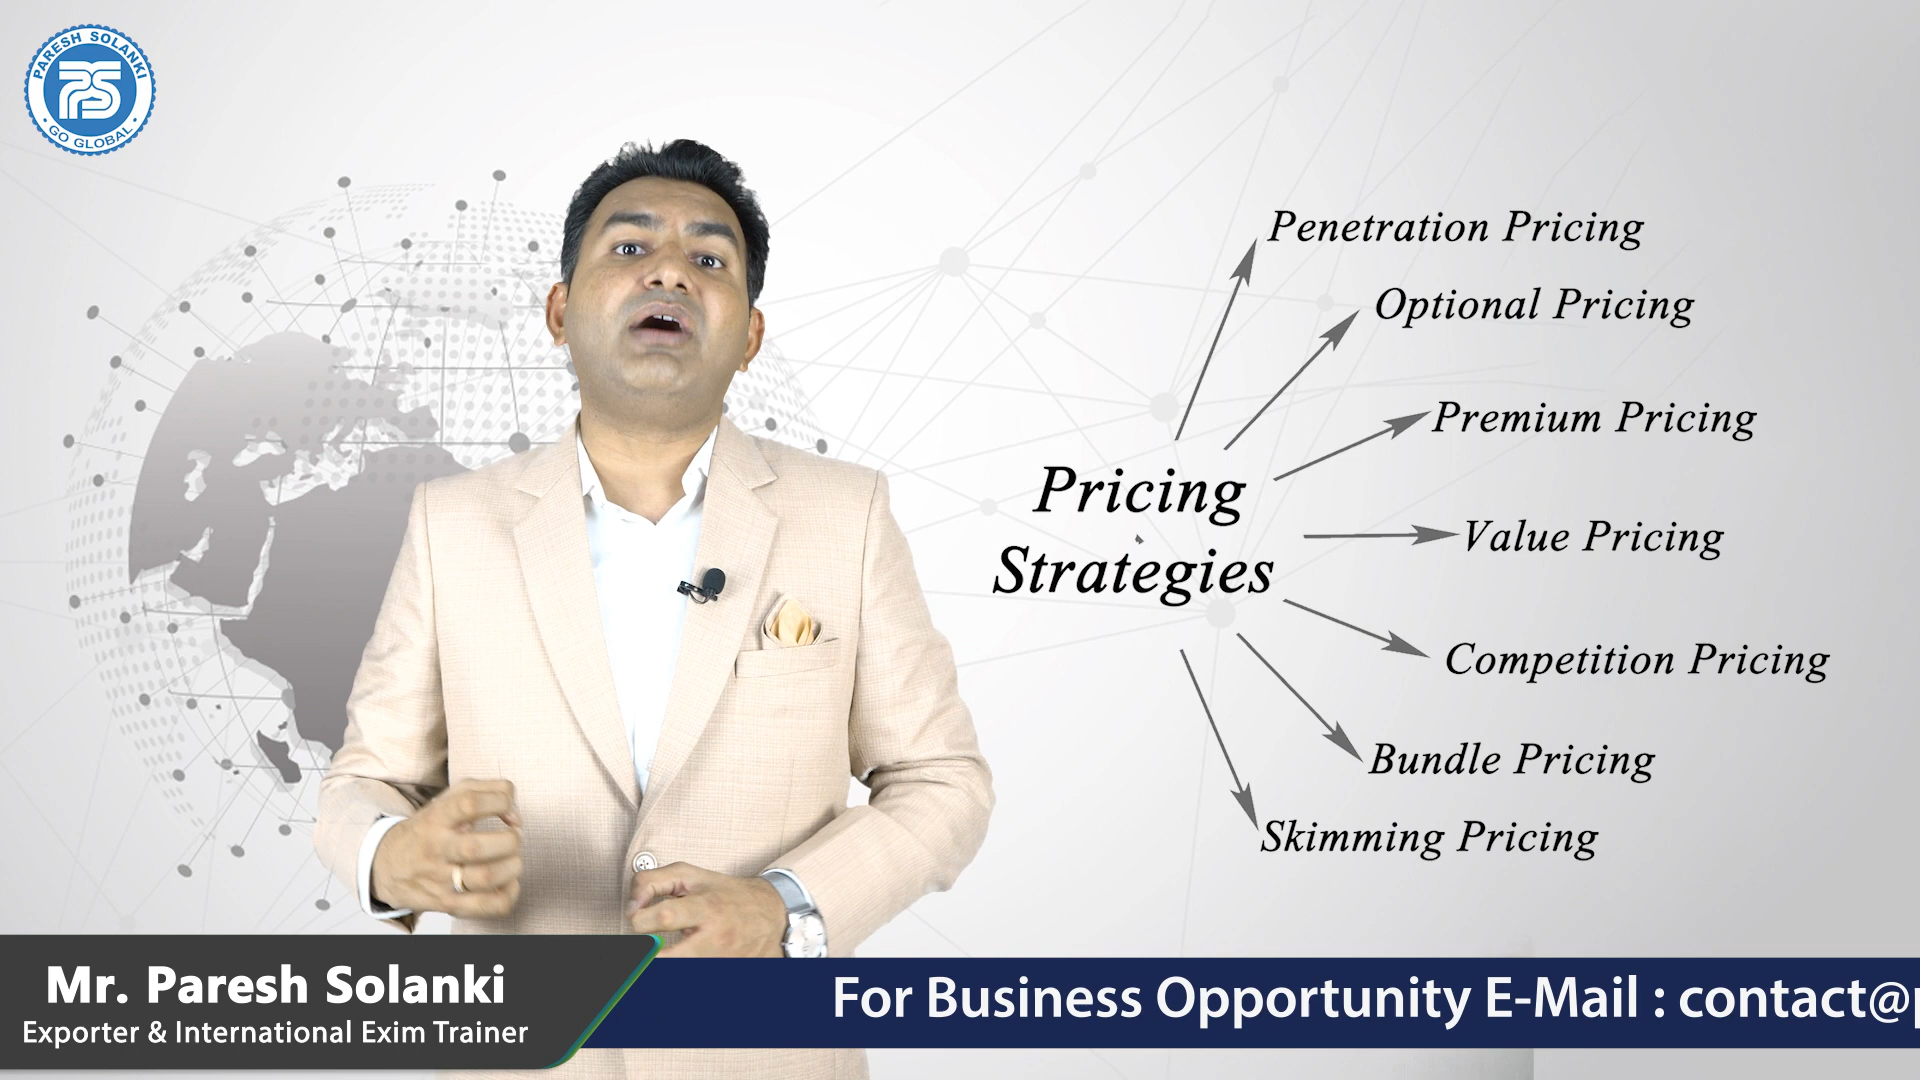 PARESH SOLANKI
PS
GO GLOBAL
Penetration Pricing
Optional Pricing
Premium Pricing
Pricing
Strategies
Value Pricing
Competition Pricing
Bundle Pricing
Skimming Pricing
Mr. Paresh Solanki
Exporter & International Exim Trainer
For Business Opportunity E-Mail : contact@